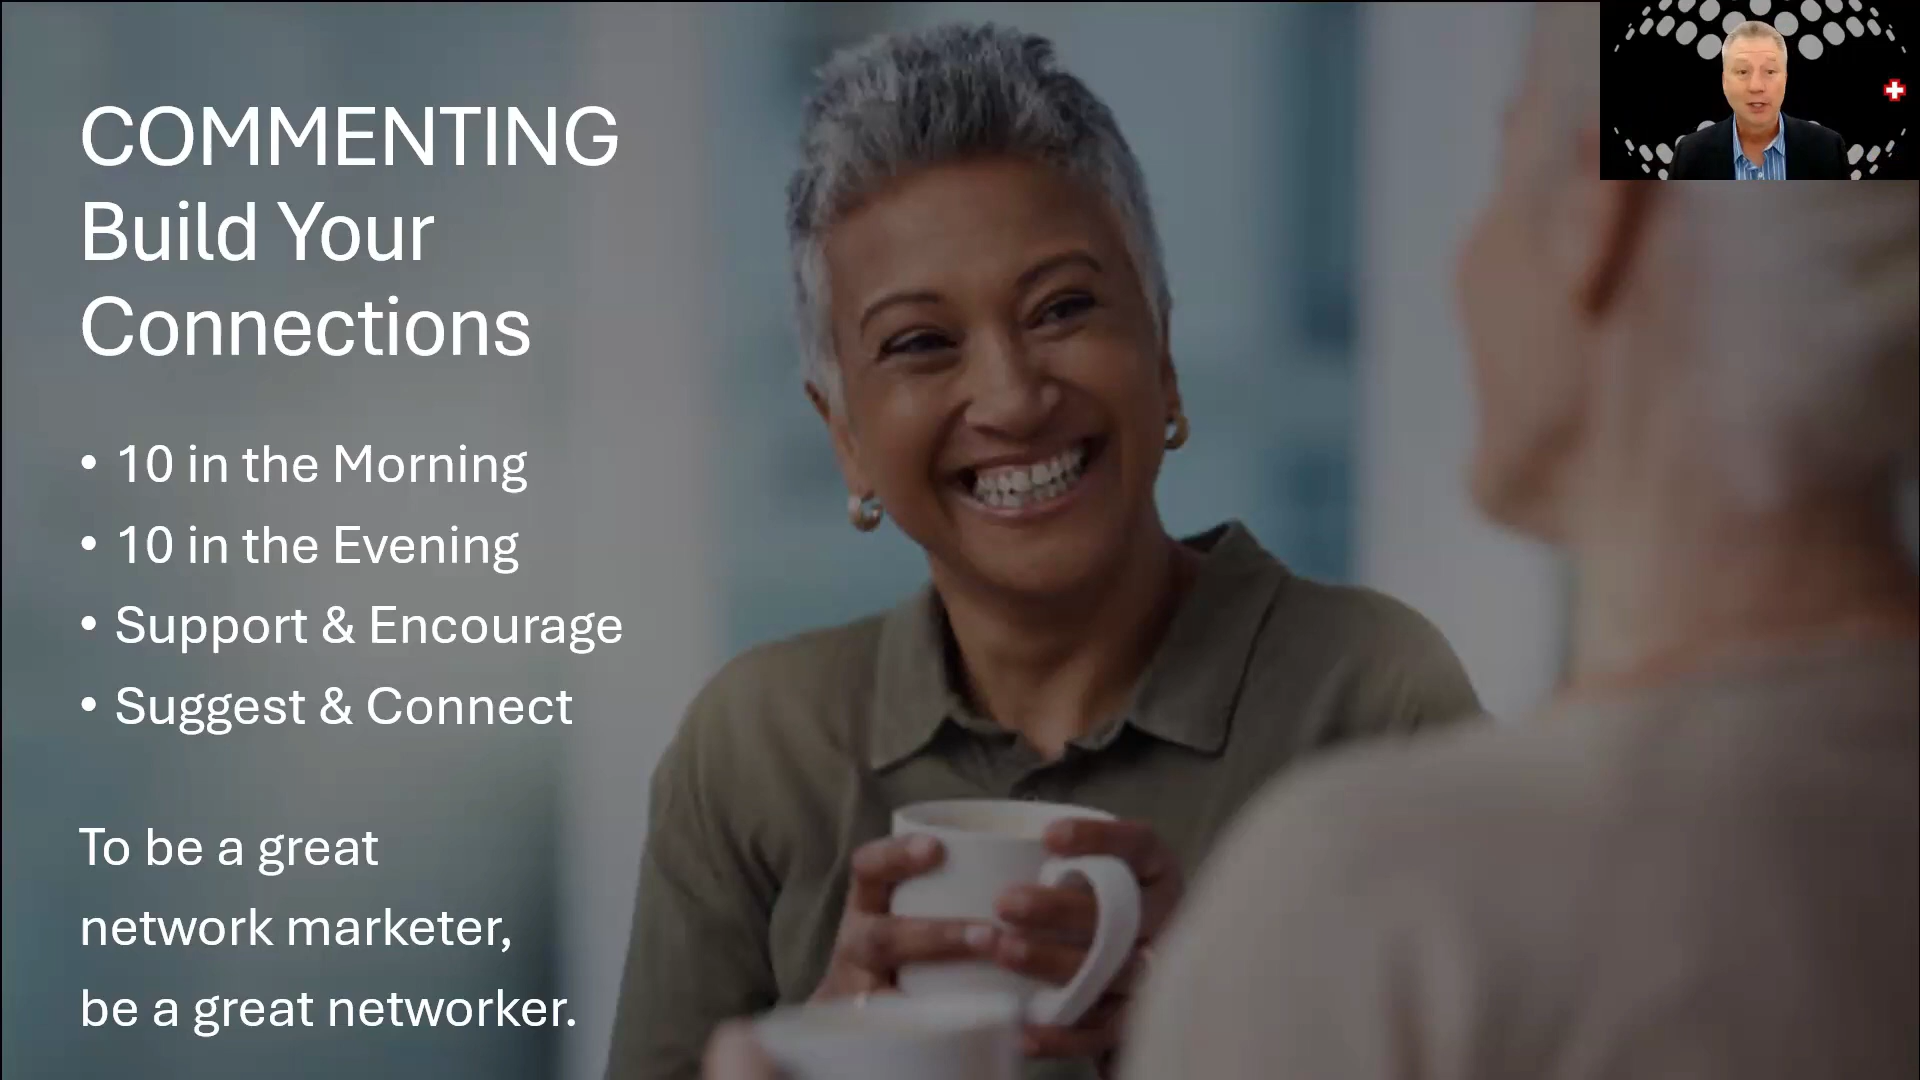 COMMENTING
Build Your
Connections
• 10 in the Morning
• 10 in the Evening
• Support & Encourage
• Suggest & Connect
To be a great
network marketer,
be a great networker.